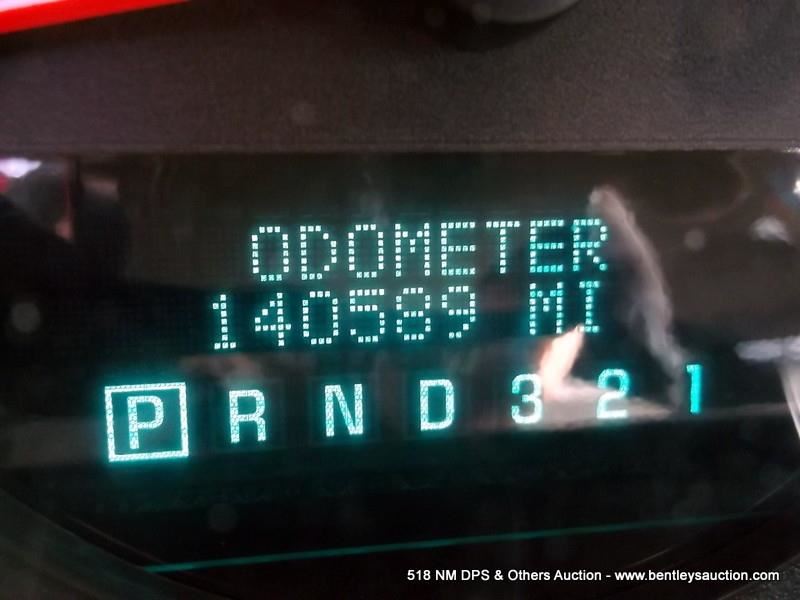 ODOMETER
140589 MI
P R N D 3 2 1
518 NM DPS & Others Auction - www.bentleysauction.com